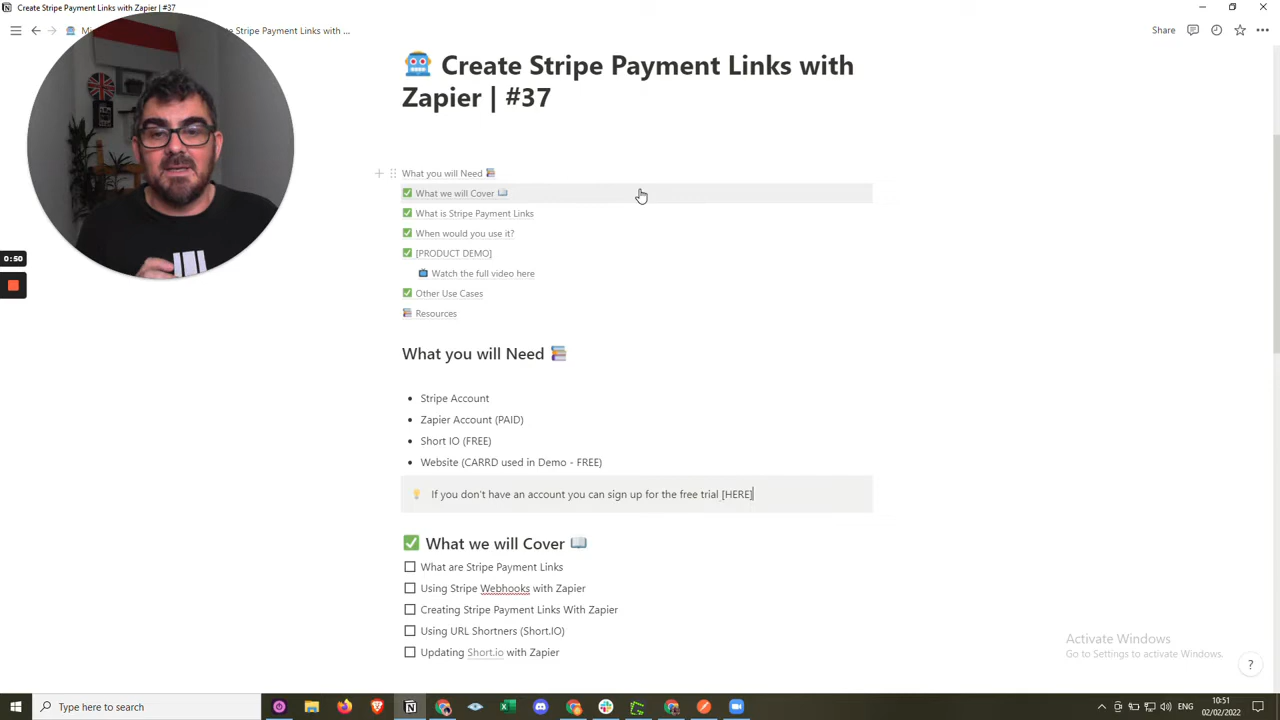 Create Stripe Payment Links with Zapier | #37
Share
Stripe Payment Links with ...
Create Stripe Payment Links with
Zapier | #37
What you will Need
What we will Cover
What is Stripe Payment Links
When would you use it?
[PRODUCT DEMO]
0:50
Watch the full video here
Other Use Cases
Resources
What you will Need
Stripe Account
Zapier Account (PAID)
Short IO (FREE)
Website (CARRD used in Demo - FREE)
If you don't have an account you can sign up for the free trial [HERE]
What we will Cover
What are Stripe Payment Links
Using Stripe Webhooks with Zapier
Creating Stripe Payment Links With Zapier
Using URL Shortners (Short.IO)
Updating Short.io with Zapier
Activate Windows
Go to Settings to activate Windows.
?
Type here to search
10:51
02/02/2022